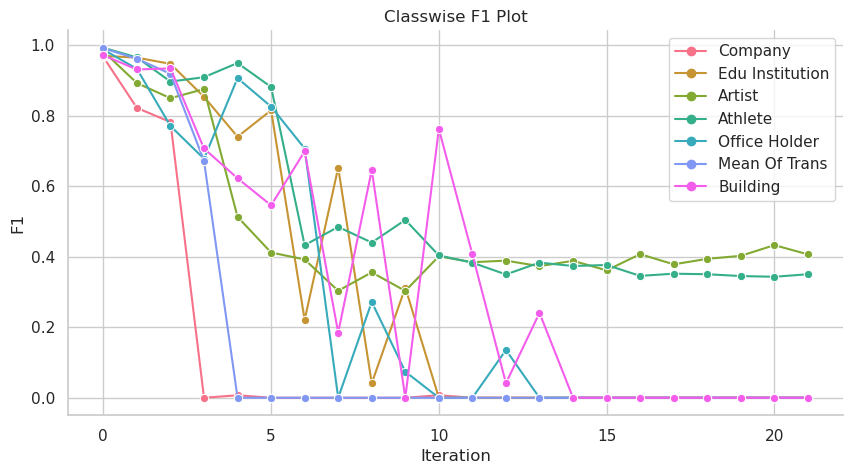 Classwise F1 Plot
1.0
0.8
0.6
0.4
0.2
0.0
F1
0
5
10
15
20
Iteration
Company
Edu Institution
Artist
Athlete
Office Holder
Mean Of Trans
Building